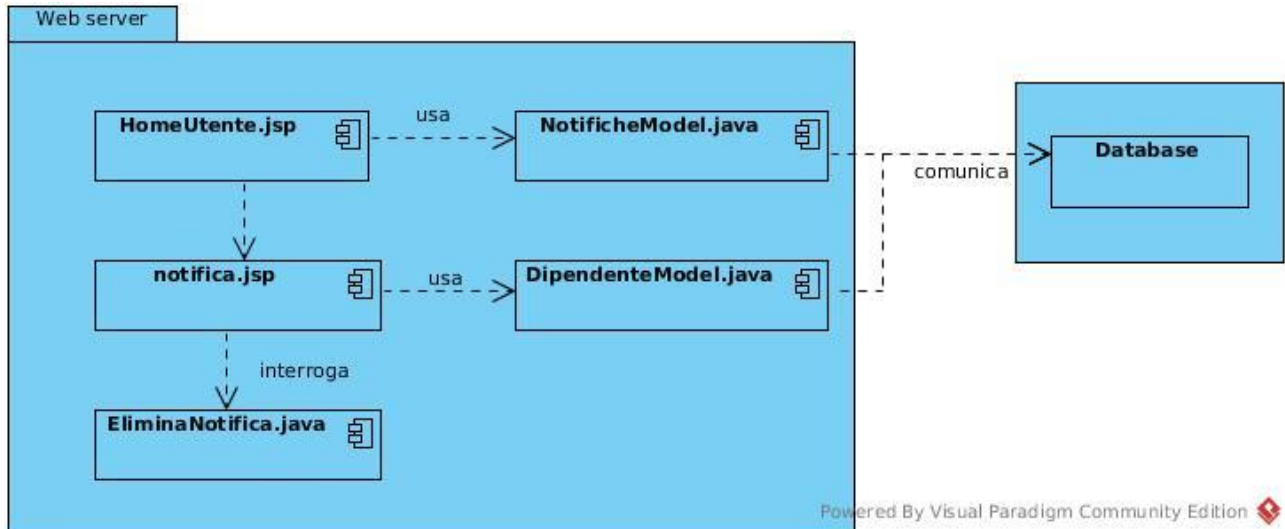 Web server
HomeUtente.jsp
usa
NotificheModel.java
comunica
Database
notifica.jsp
usa
DipendenteModel.java
interroga
EliminaNotifica.java
Powered By Visual Paradigm Community Edition